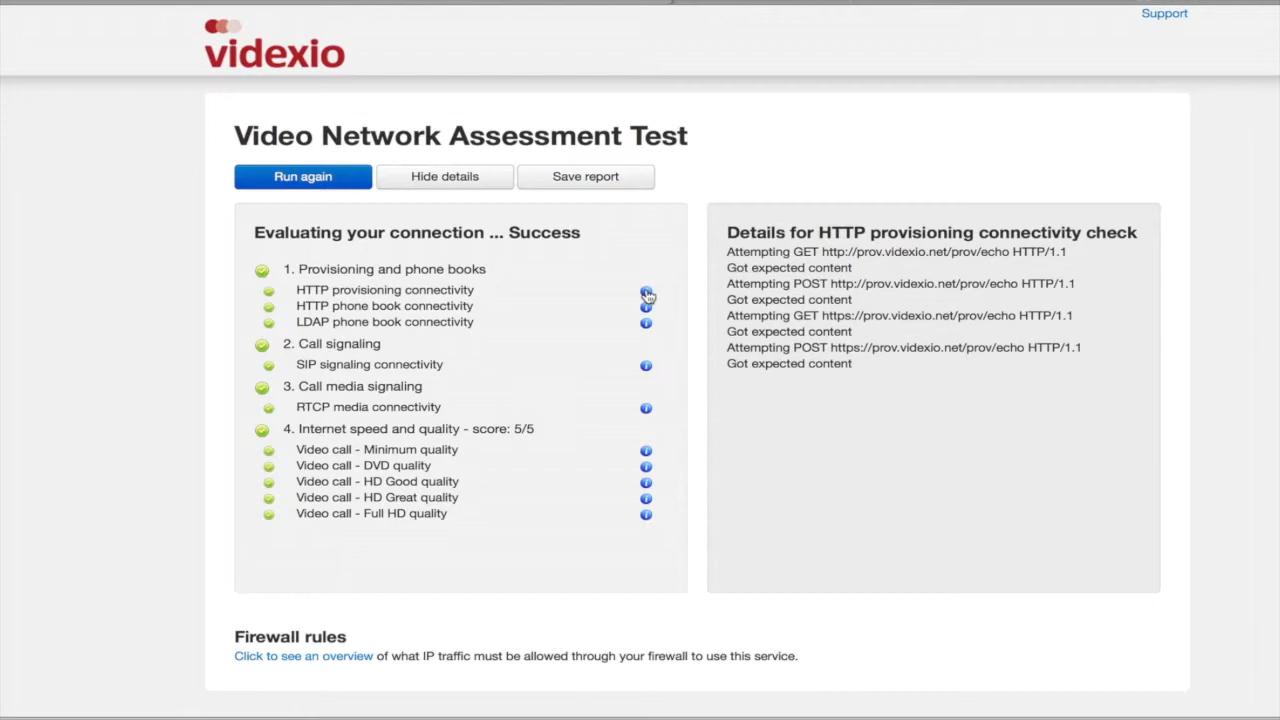 Support
videxio
Video Network Assessment Test
Run again
Hide details
Save report
Evaluating your connection ... Success
1. Provisioning and phone books
HTTP provisioning connectivity
HTTP phone book connectivity
LDAP phone book connectivity
2. Call signaling
SIP signaling connectivity
3. Call media signaling
RTCP media connectivity
4. Internet speed and quality - score: 5/5
Video call - Minimum quality
Video call - DVD quality
Video call - HD Good quality
Video call - HD Great quality
Video call - Full HD quality
Details for HTTP provisioning connectivity check
Attempting GET http://prov.videxio.net/prov/echo HTTP/1.1
Got expected content
Attempting POST http://prov.videxio.net/prov/echo HTTP/1.1
Got expected content
Attempting GET https://prov.videxio.net/prov/echo HTTP/1.1
Got expected content
Attempting POST https://prov.videxio.net/prov/echo HTTP/1.1
Got expected content
Firewall rules
Click to see an overview of what IP traffic must be allowed through your firewall to use this service.